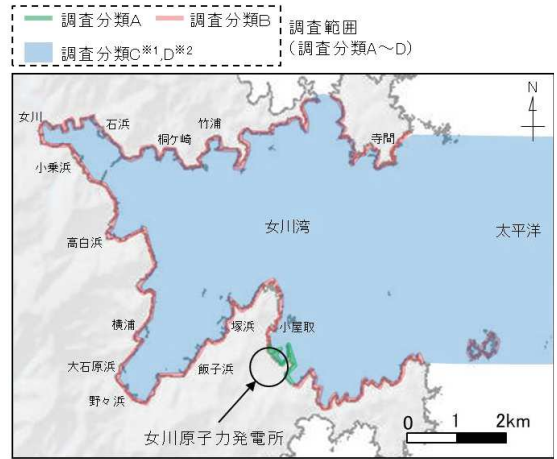 調査分類A 調査分類B
調査分類C※1,D※2
調査範囲
(調査分類A～D)
N
女川
石浜
桐ケ崎
竹浦
寺間
小乗浜
高白浜
女川湾
太平洋
横浦
塚浜
小屋取
大石原浜
飯子浜
野々浜
女川原子力発電所
0 1 2km